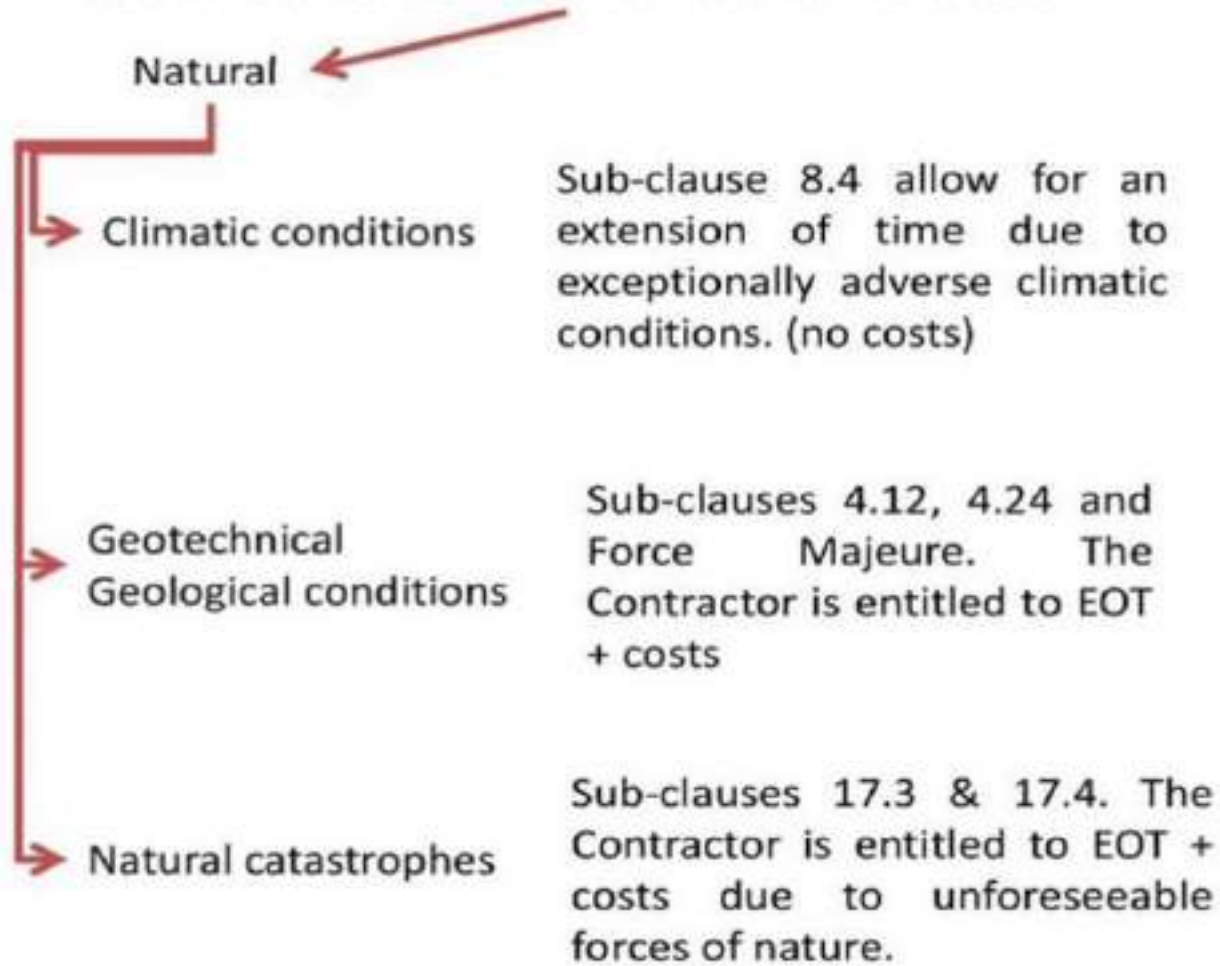 Natural
Climatic conditions
Sub-clause 8.4 allow for an
extension of time due to
exceptionally adverse climatic
conditions. (no costs)
Geotechnical
Geological conditions
Sub-clauses 4.12, 4.24 and
Force Majeure. The
Contractor is entitled to EOT
+ costs
Natural catastrophes
Sub-clauses 17.3 & 17.4. The
Contractor is entitled to EOT +
costs due to unforeseeable
forces of nature.